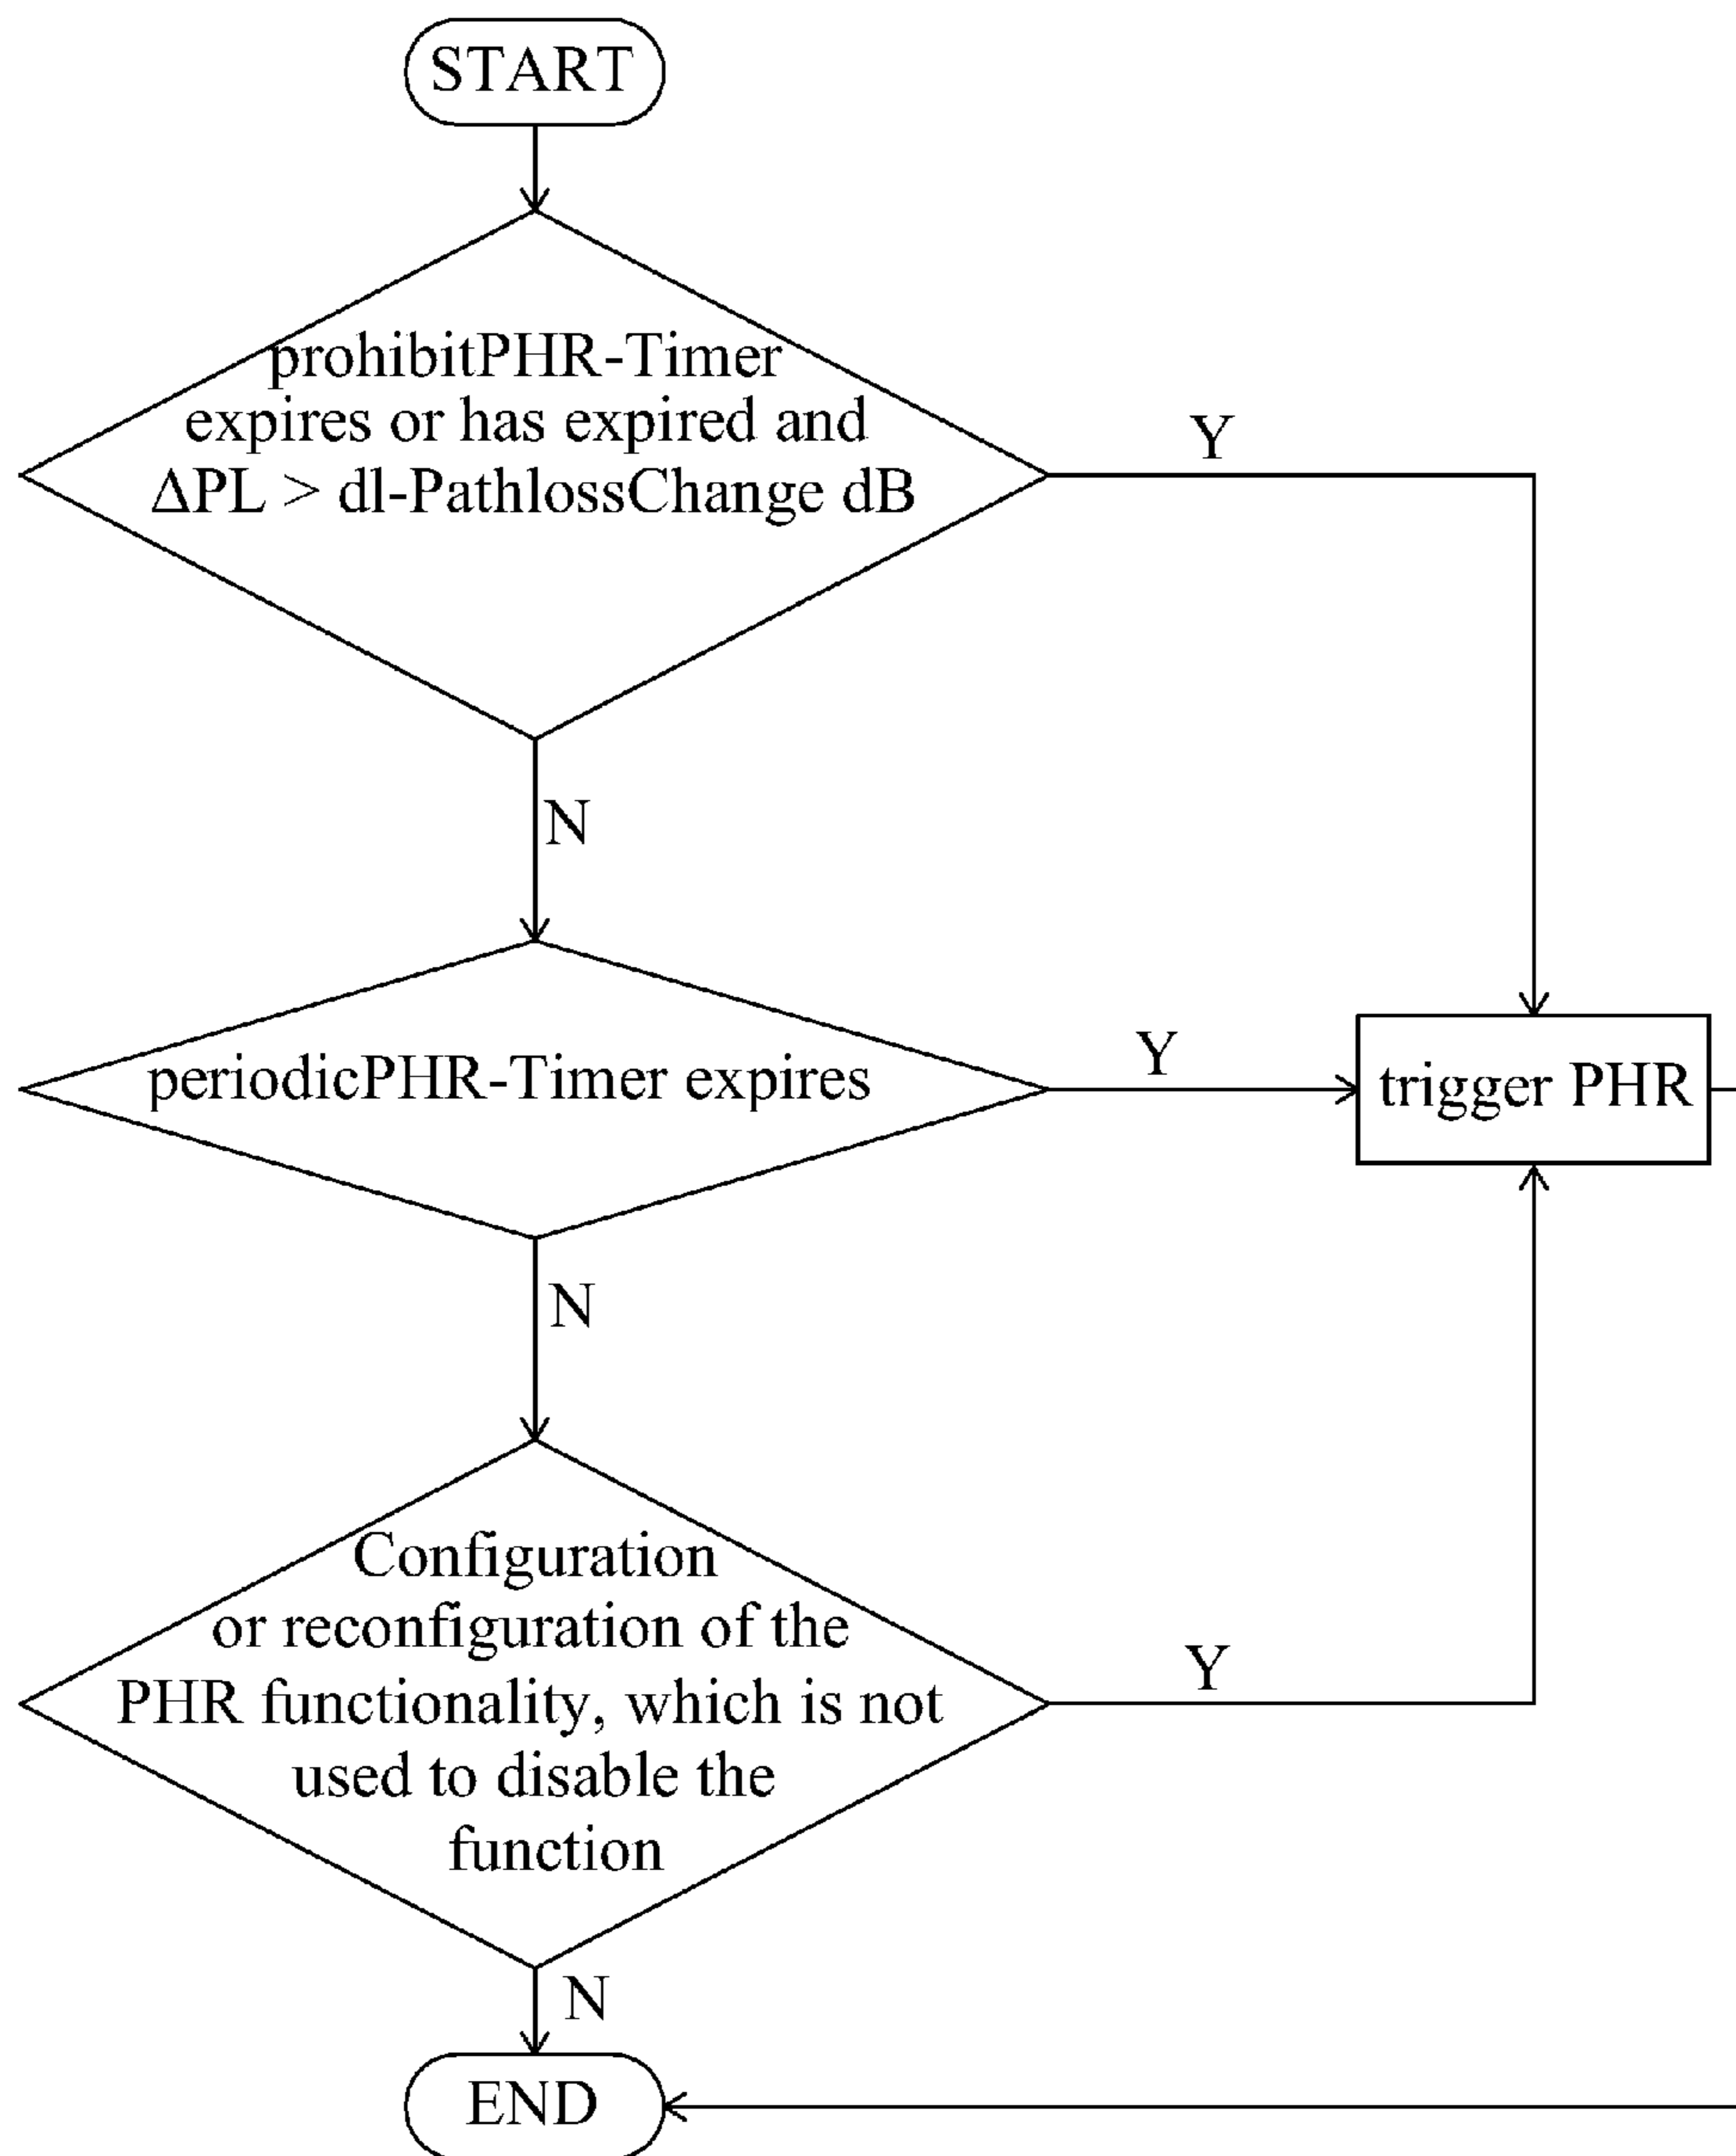 START
prohibitPHR-Timer
expires or has expired and
ΔPL > dl-PathlossChange dB
Y
N
periodicPHR-Timer expires
Y
trigger PHR
N
Configuration
or reconfiguration of the
PHR functionality, which is not
used to disable the
function
Y
N
END